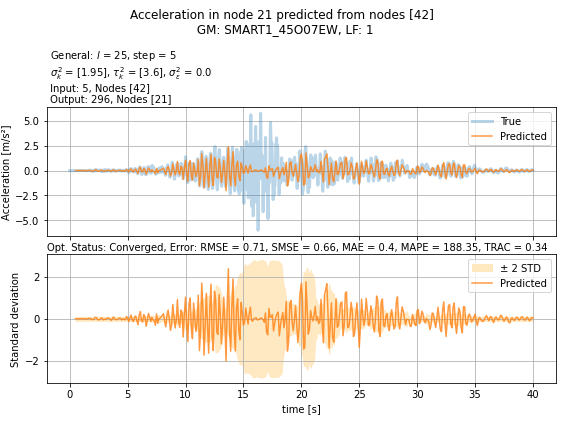 Acceleration in node 21 predicted from nodes [42]
GM: SMART1_45O07EW, LF: 1
General: l = 25, step = 5
σ²ₖ = [1.95], τ²ₖ = [3.6], σ²ε = 0.0
Input: 5, Nodes [42]
Output: 296, Nodes [21]
Acceleration [m/s²]
5.0
2.5
0.0
−2.5
−5.0
True
Predicted
Opt. Status: Converged, Error: RMSE = 0.71, SMSE = 0.66, MAE = 0.4, MAPE = 188.35, TRAC = 0.34
Standard deviation
2
0
−2
± 2 STD
Predicted
0 5 10 15 20 25 30 35 40
time [s]